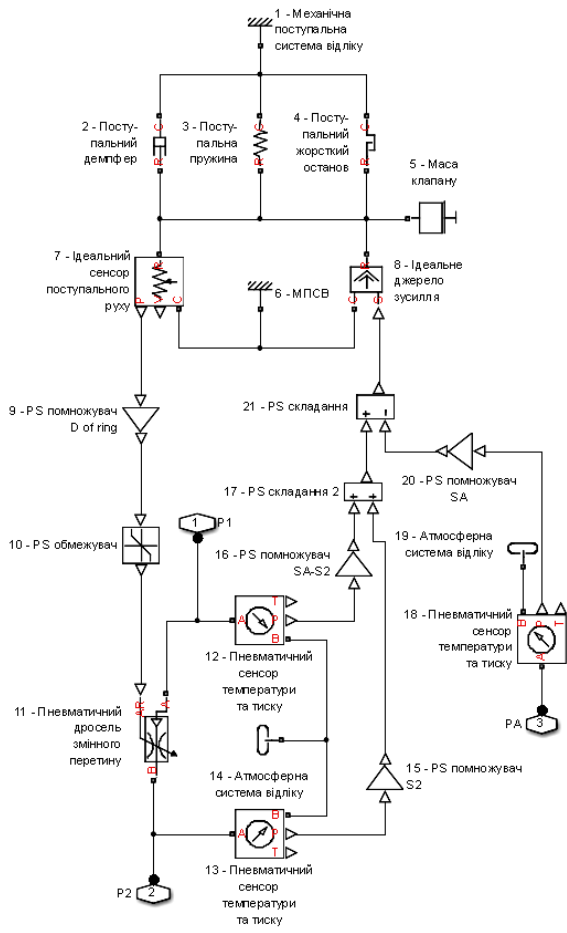 1 - Механічна
поступальна
система відліку
2 - Посту-
пальний
демпфер
3 - Посту-
пальна
пружина
4 - Посту-
пальний
жорсткий
останов
C
C
C
R
R
R
5 - Маса
клапану
7 - Ідеальний
сенсор
поступального
руху
R
P
V
C
6 - МПСВ
R
C
S
8 - Ідеальне
джерело
зусилля
9 - PS помножувач
D of ring
21 - PS складання
+ -
20 - PS помножувач
SA
17 - PS складання 2
+ +
10 - PS обмежувач
1
P1
16 - PS помножувач
SA-S2
19 - Атмосферна
система відліку
A
T
P
B
12 - Пневматичний
сенсор
температури
та тиску
18 - Пневматичний
сенсор
температури
та тиску
B
P
T
A
11 - Пневматичний
дросель
змінного
перетину
AR
A
B
3
PA
14 - Атмосферна
система відліку
15 - PS помножувач
S2
A
B
P
T
13 - Пневматичний
сенсор
температури
та тиску
P2
2